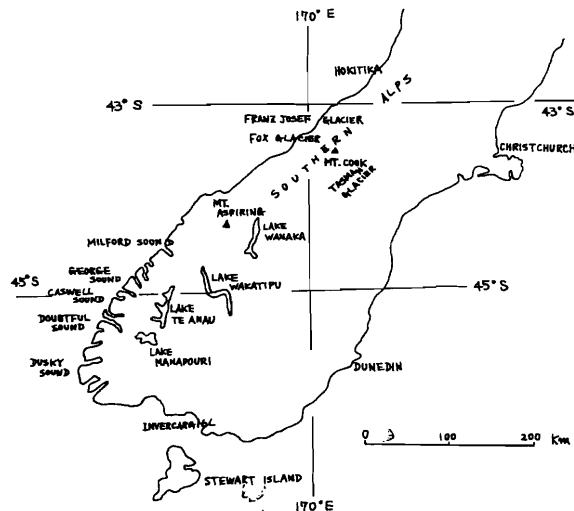 170° E
HOKITIKA
ALPS
43° S
43° S
FRANZ JOSEF GLACIER
FOX GLACIER
SOUTHERN
CHRISTCHURCH
MT. COOK
TASMAN
GLACIER
MT.
ASPIRING
LAKE
WANAKA
MILFORD SOUND
GEORGE
SOUND
45° S
CASWELL
SOUND
LAKE
WAKATIPU
45° S
DOUBTFUL
SOUND
LAKE
TE ANAU
LAKE
MANAPOURI
DUSKY
SOUND
DUNEDIN
INVERCARGILL
0 100 200 Km
STEWART ISLAND
170° E